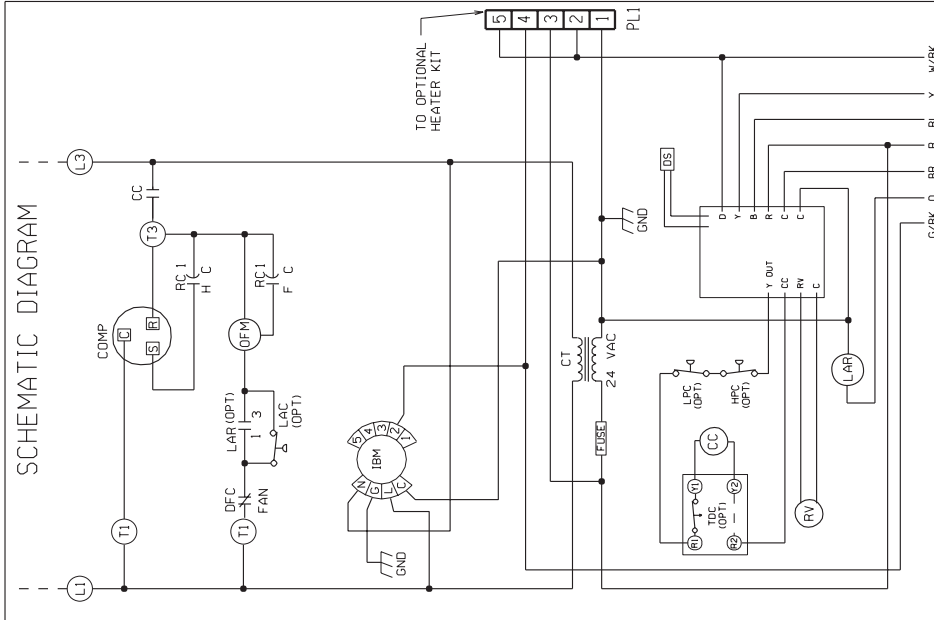 SCHEMATIC DIAGRAM
L3
CC
T3
RC1
H C
RC1
F C
COMP
C
R
S
OFM
LAR(OPT)
1 3
LAC
(OPT)
DFC
FAN
T1
T1
L1
IBM
5
4
3
2
1
N
G
L
C
GND
TO OPTIONAL
HEATER KIT
5
4
3
2
1
PL1
GND
CT
24 VAC
FUSE
DS
D
Y
B
R
C
C
Y OUT
CC
RV
C
LPC
(OPT)
HPC
(OPT)
LAR
CC
Y1
Y2
TDC
(OPT)
R1
R2
RV
W/BK
Y
G/BK